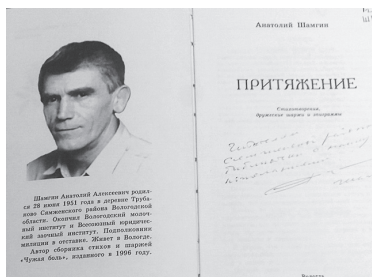 Шамгин Анатолий Алексеевич родил-
ся 28 июня 1951 года в деревне Труба-
ково Сямженского района Вологодской
области. Окончил Вологодский молоч-
ный институт и Всесоюзный юридичес-
кий заочный институт. Подполковник
милиции в отставке. Живет в Вологде.
Автор сборника стихов и шаржей
«Чужая боль», изданного в 1996 году.
Анатолий Шамгин
ПРИТЯЖЕНИЕ
Стихотворения,
дружеские шаржи и эпиграммы
Вологда